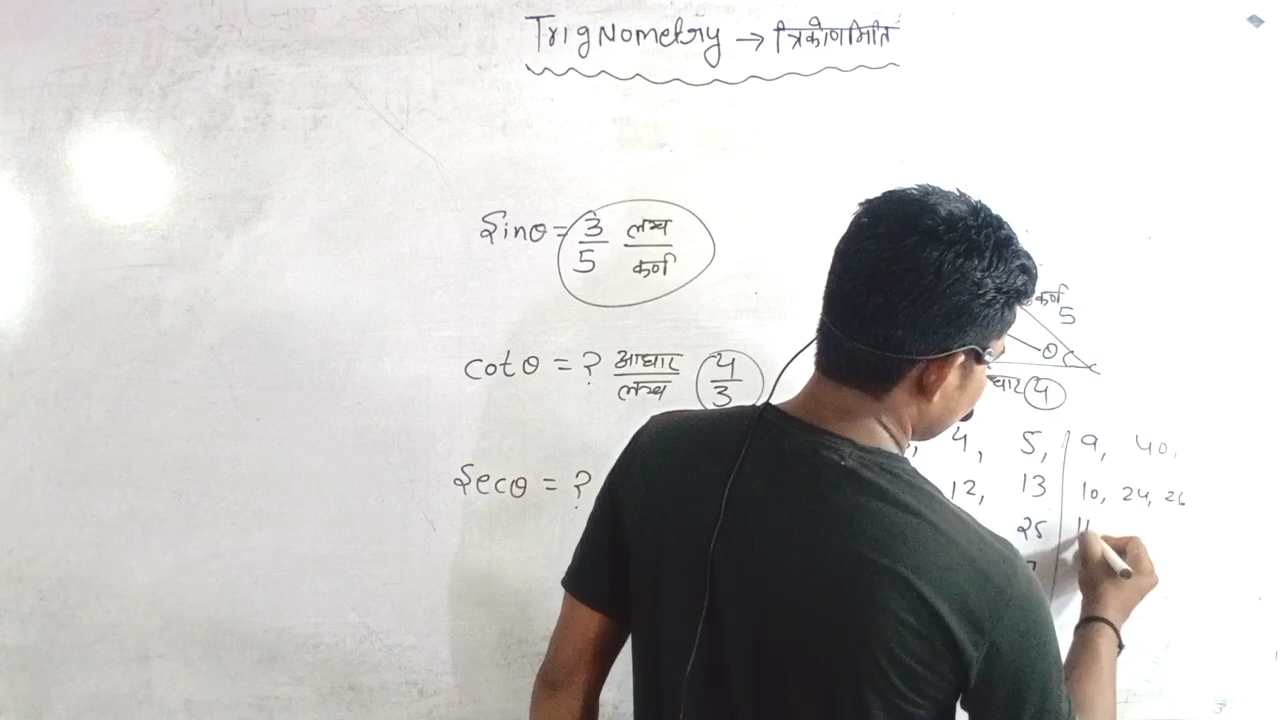 TrigNometry → त्रिकोणमिति
Sinθ = 3/5 लम्ब/कर्ण
cotθ = ? आधार/लम्ब 4/3
Secθ = ?
कर्ण
5
θ
4
4, 5, | 9, 40,
12, 13 | 10, 24, 26
25 | 11